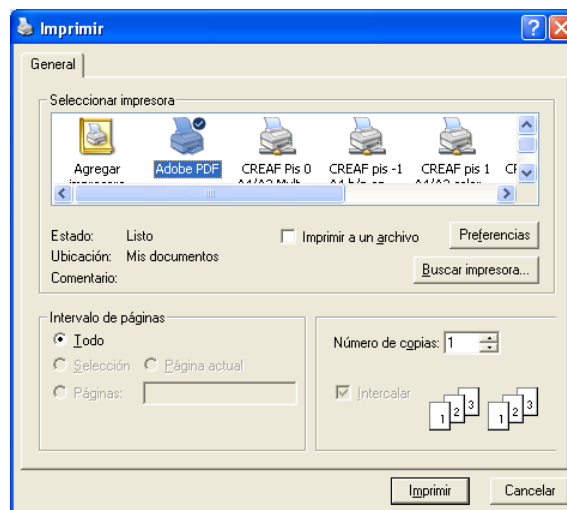 Imprimir
General
Seleccionar impresora
Agregar Adobe PDF CREAF Pis 0 CREAF pis -1 CREAF pis 1
Estado: Listo
Imprimir a un archivo
Preferencias
Ubicación: Mis documentos
Comentario:
Buscar impresora...
Intervalo de páginas
Todo
Selección Página actual
Páginas:
Número de copias: 1
Intercalar
1 2 3 1 2 3
Imprimir Cancelar